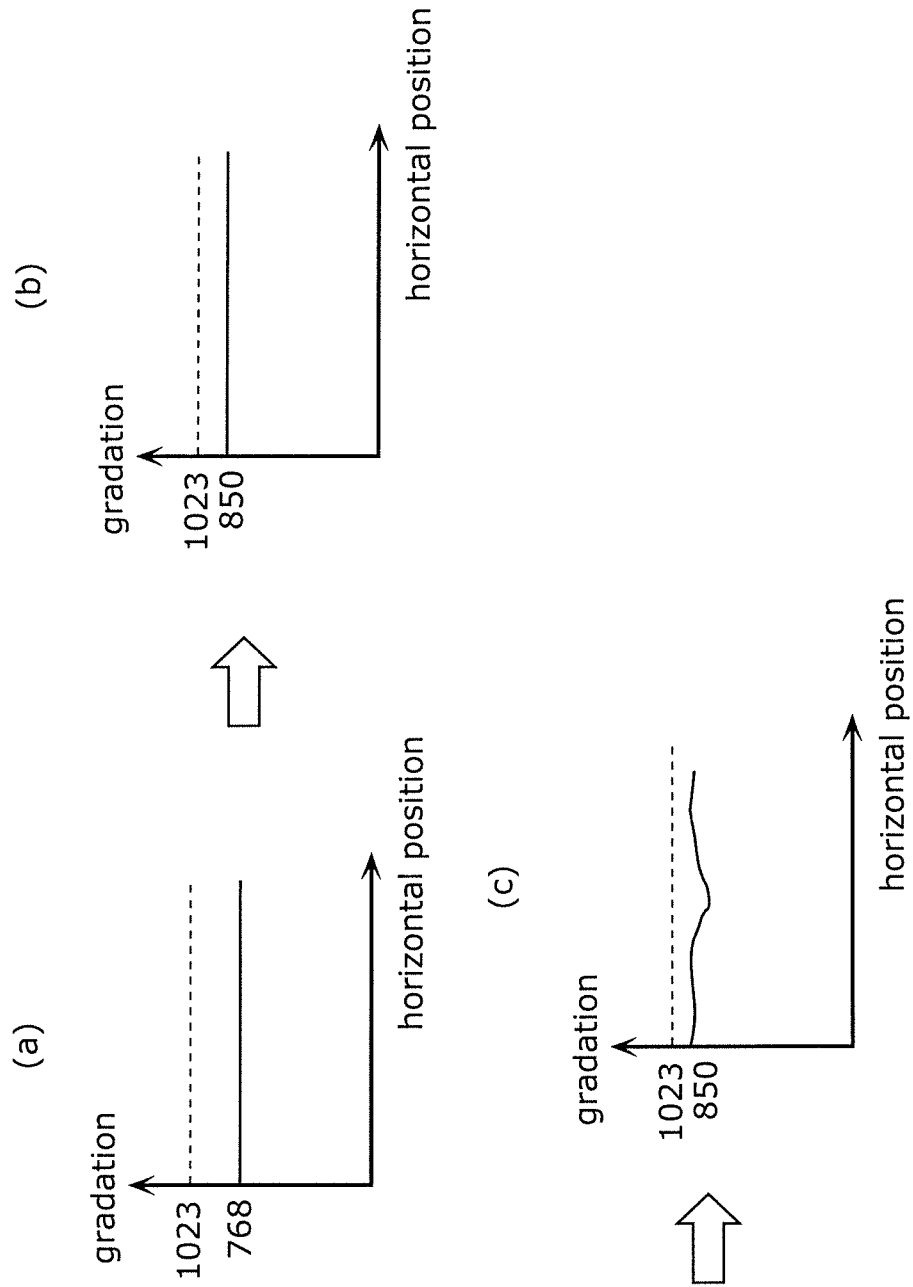 (a)
gradation
1023
768
horizontal position
(b)
gradation
1023
850
horizontal position
(c)
gradation
1023
850
horizontal position